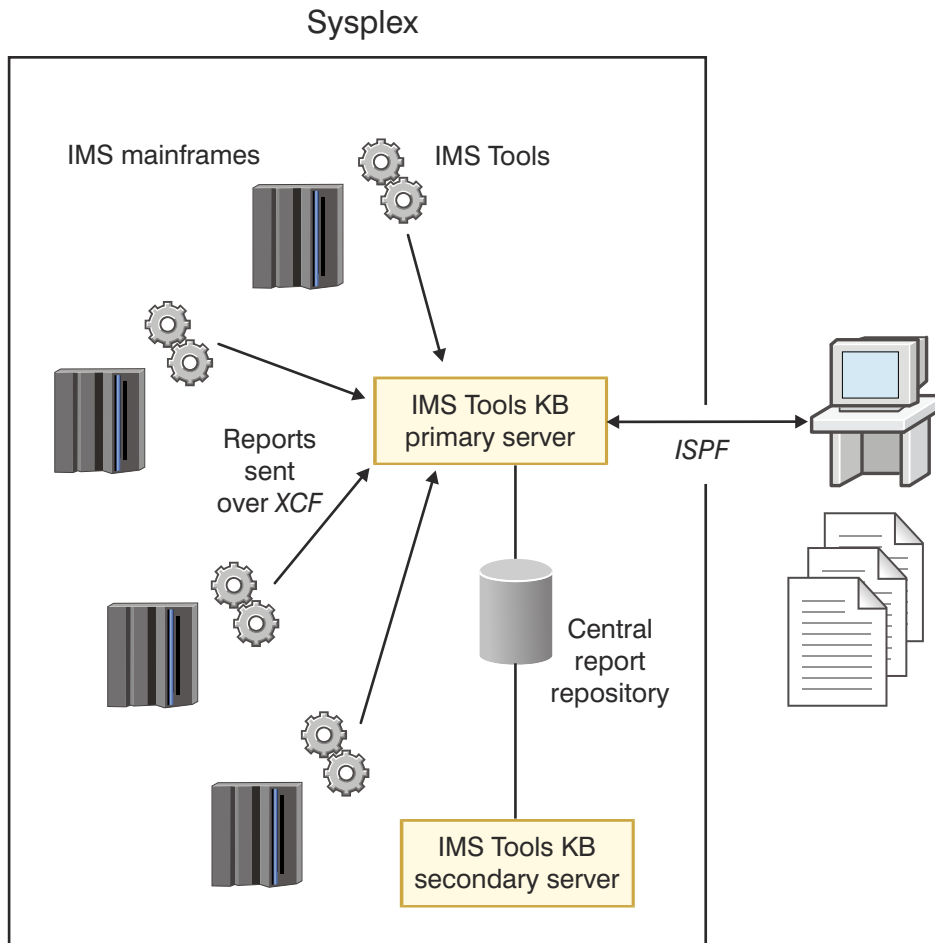 Sysplex
IMS mainframes
IMS Tools
IMS Tools KB
primary server
ISPF
Reports
sent
over XCF
Central
report
repository
IMS Tools KB
secondary server